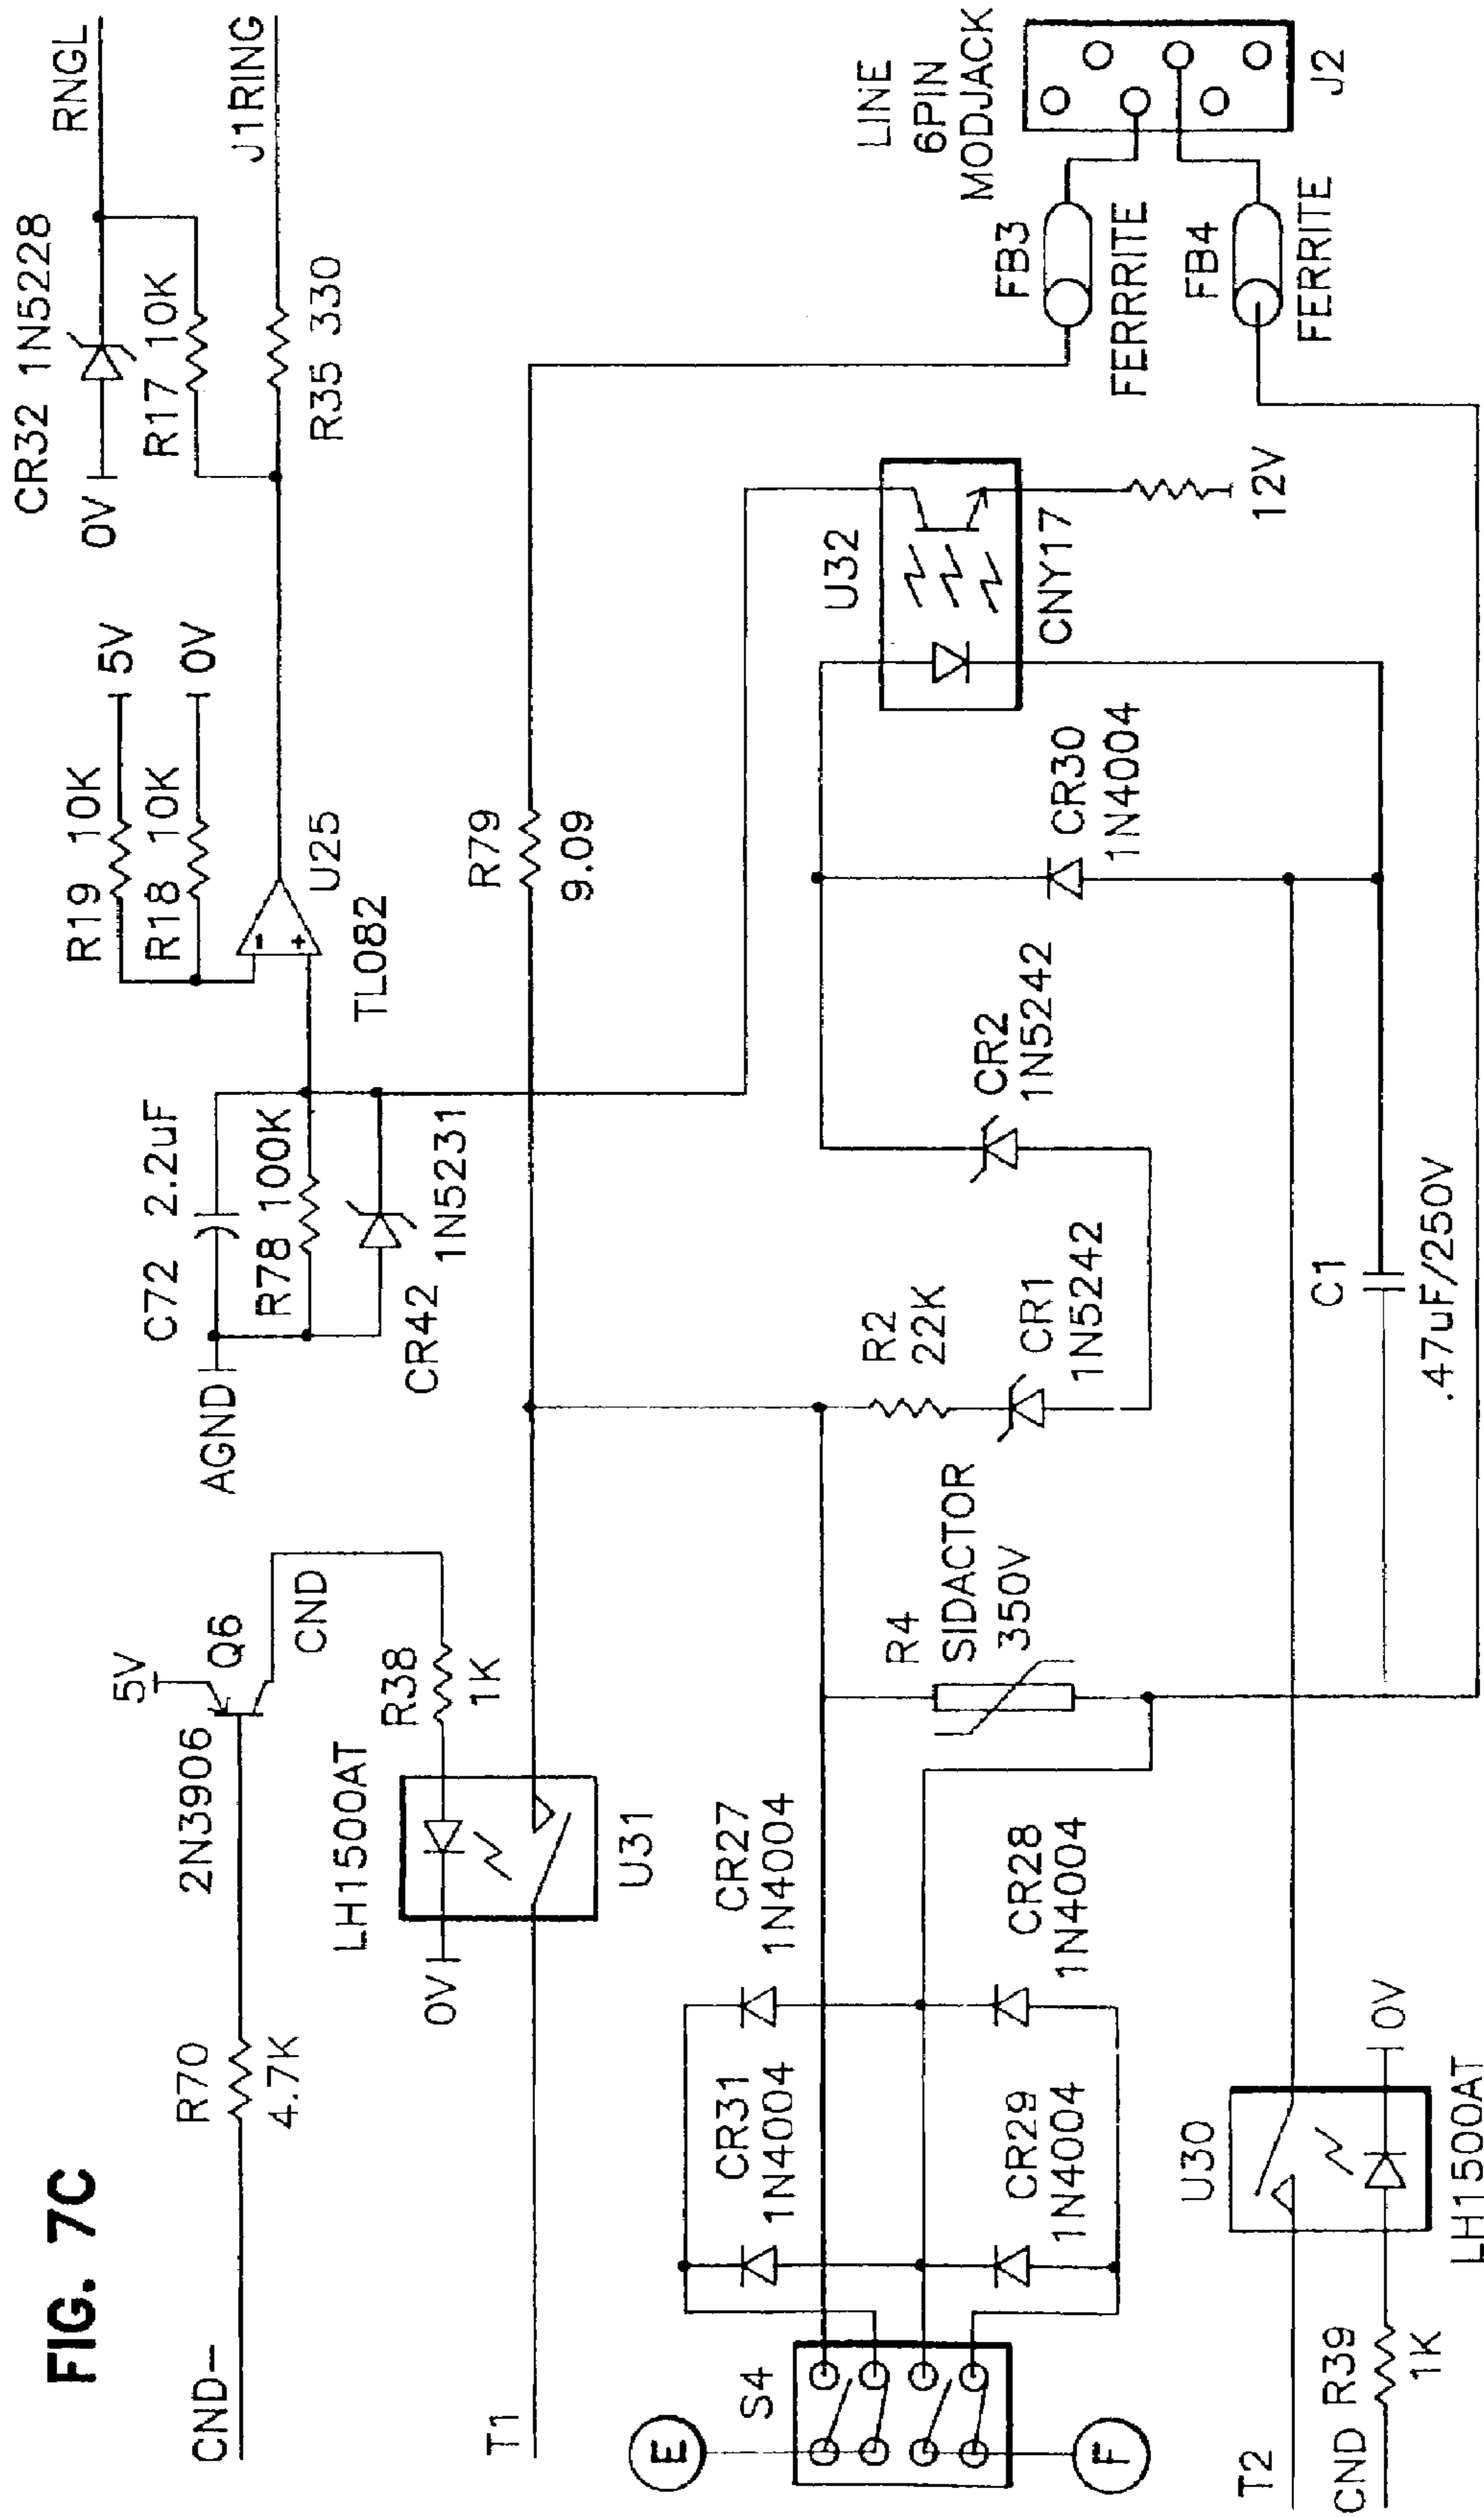 FIG. 7C
CND-
R70
4.7K
2N3906
5V
Q6
CND
R38
1K
LH1500AT
0V
U31
T1
AGND
C72 2.2uF
R78 100K
CR42
1N5231
R19 10K
5V
R18 10K
0V
-
+
U25
TL082
CR32 1N5228
0V
R17 10K
RNGL
R35 330
J1RING
R79
9.09
E
S4
F
CR31
1N4004
CR27
1N4004
CR29
1N4004
CR28
1N4004
R4
SIDACTOR
350V
R2
22K
CR1
1N5242
CR2
1N5242
CR30
1N4004
U32
CNY17
12V
C1
.47uF/250V
LINE
6PIN
MODJACK
FB3
FERRRITE
FB4
FERRITE
J2
T2
U30
CND R39
1K
0V
LH1500AT